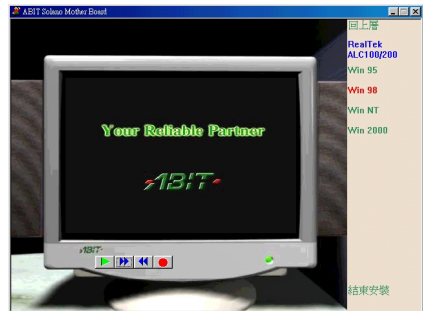 ABIT Solano Mother Board
回上層
RealTek
ALC100/200
Win 95
Win 98
Win NT
Win 2000
Your Reliable Partner
ABIT
ABIT
結束安裝